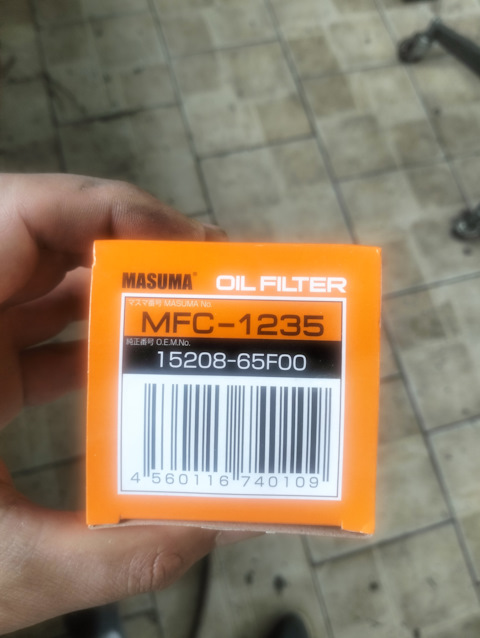 MASUMA® OIL FILTER
マスマ番号 MASUMA No.
MFC-1235
純正番号 O.E.M.No.
15208-65F00
4 560116 740109